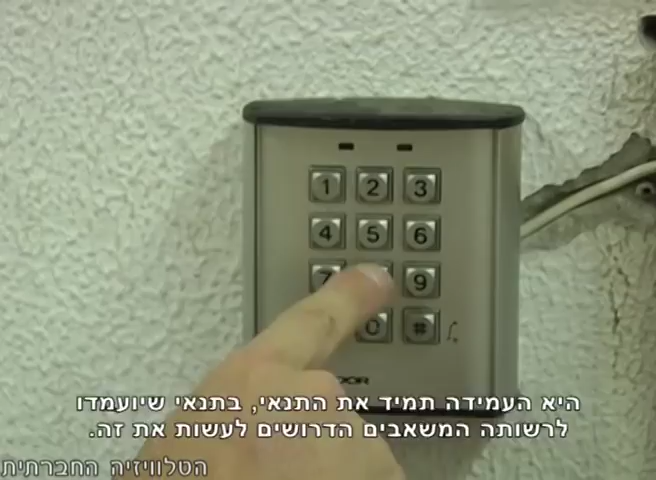 1 2 3
4 5 6
7 9
0 #
היא העמידה תמיד את התנאי, בתנאי שיועמדו
לרשותה המשאבים הדרושים לעשות את זה.
הטלוויזיה החברתית